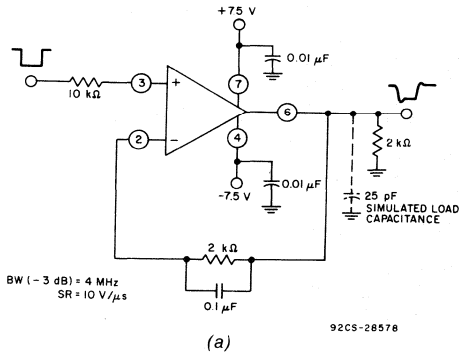 +7.5 V
0.01 µF
7
3
+
10 kΩ
6
2
−
4
2 kΩ
0.01 µF
−7.5 V
25 pF
SIMULATED LOAD
CAPACITANCE
2 kΩ
0.1 µF
BW (−3 dB) = 4 MHz
SR = 10 V/µs
92CS-28578
(a)